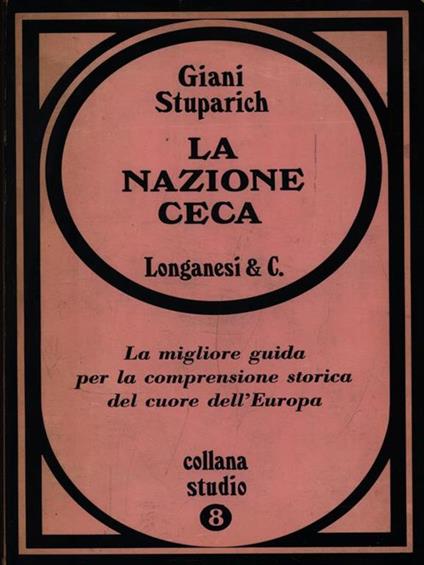 Giani
Stuparich
LA
NAZIONE
CECA
Longanesi & C.
La migliore guida
per la comprensione storica
del cuore dell'Europa
collana
studio
8